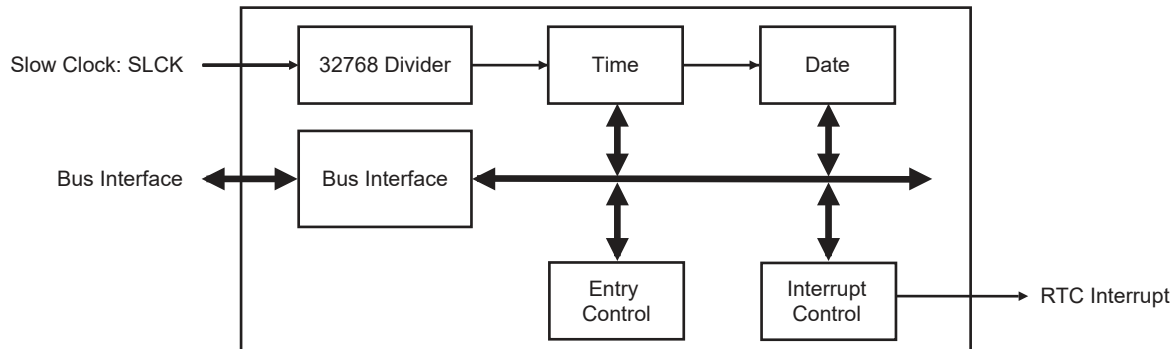 Slow Clock: SLCK
32768 Divider
Time
Date
Bus Interface
Bus Interface
Entry
Control
Interrupt
Control
RTC Interrupt